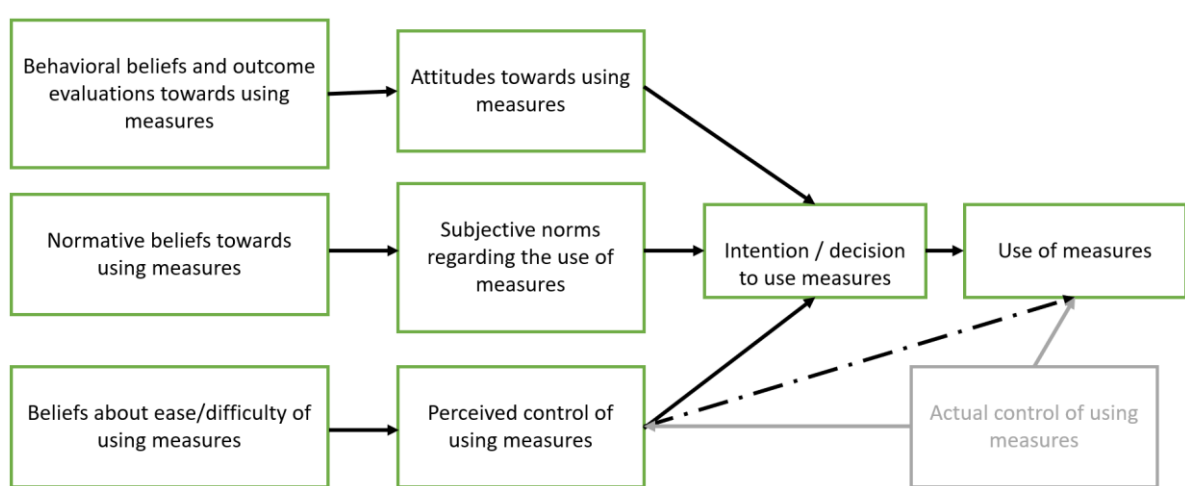 Behavioral beliefs and outcome
evaluations towards using
measures
Attitudes towards using
measures
Normative beliefs towards
using measures
Subjective norms
regarding the use of
measures
Intention / decision
to use measures
Use of measures
Beliefs about ease/difficulty of
using measures
Perceived control of
using measures
Actual control of using
measures